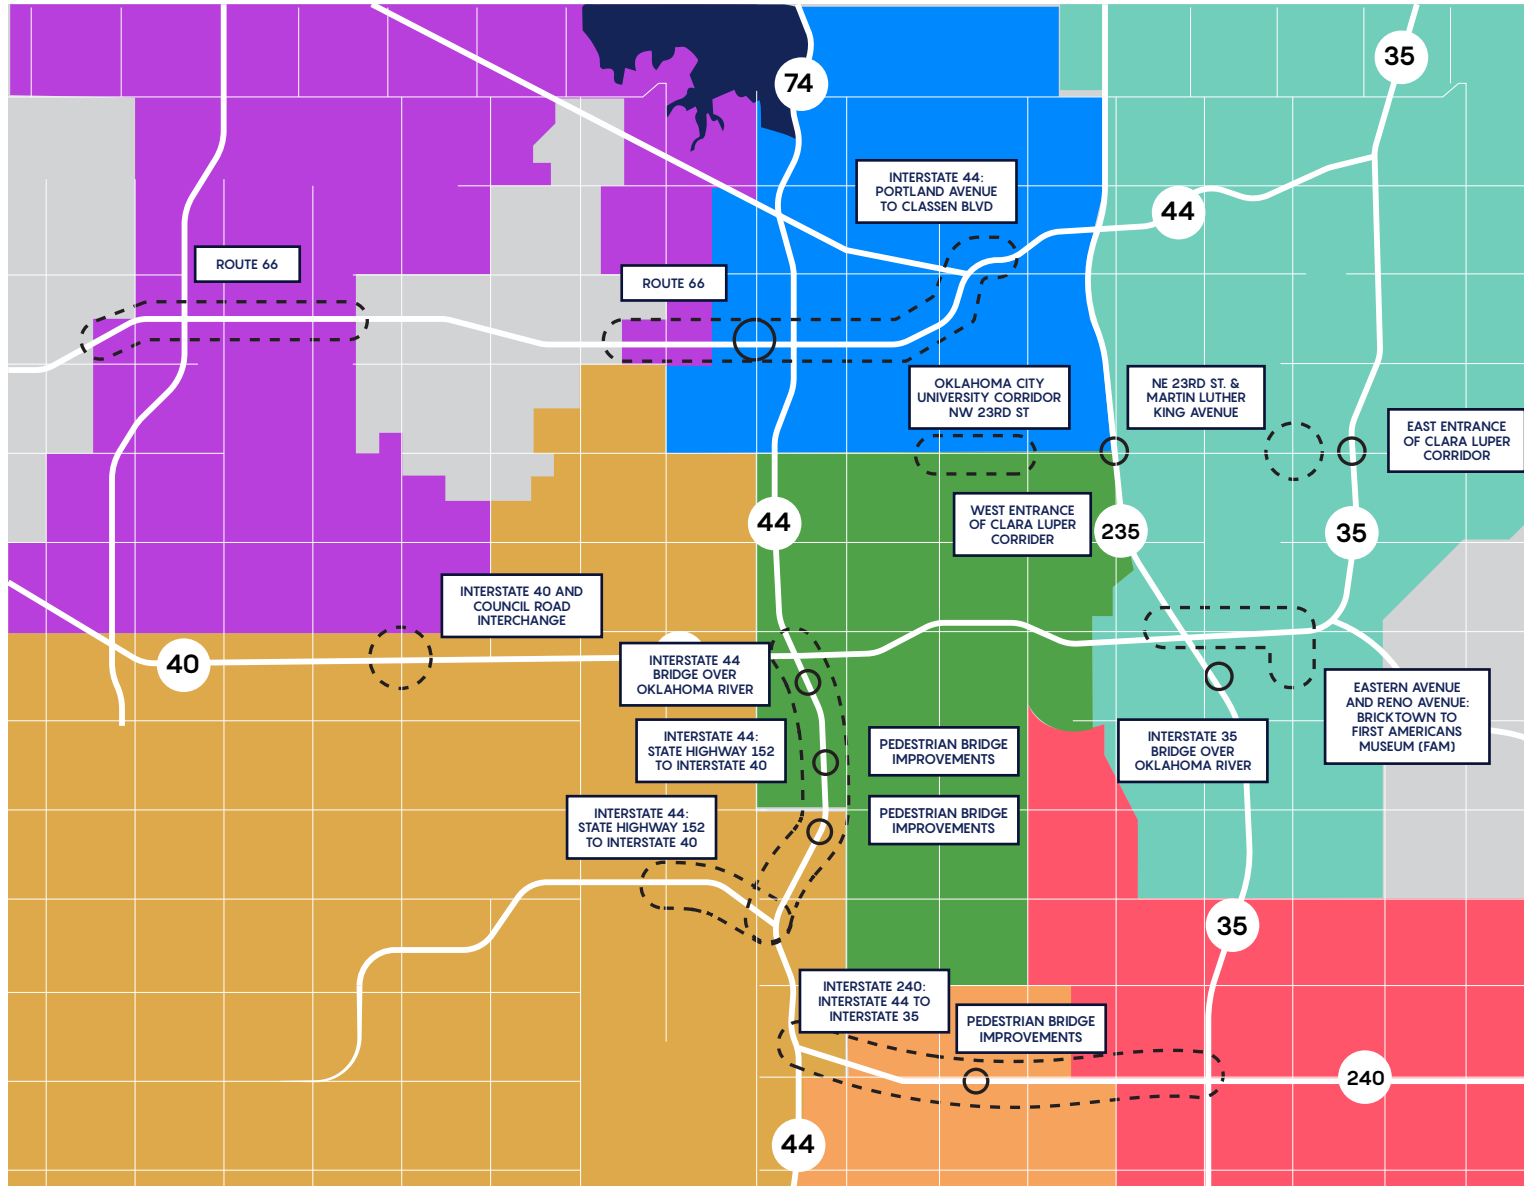 35
74
INTERSTATE 44:
PORTLAND AVENUE
TO CLASSEN BLVD
44
ROUTE 66
ROUTE 66
OKLAHOMA CITY
UNIVERSITY CORRIDOR
NW 23RD ST
NE 23RD ST. &
MARTIN LUTHER
KING AVENUE
EAST ENTRANCE
OF CLARA LUPER
CORRIDOR
WEST ENTRANCE
OF CLARA LUPER
CORRIDER
44
235
35
INTERSTATE 40 AND
COUNCIL ROAD
INTERCHANGE
40
INTERSTATE 44
BRIDGE OVER
OKLAHOMA RIVER
EASTERN AVENUE
AND RENO AVENUE:
BRICKTOWN TO
FIRST AMERICANS
MUSEUM (FAM)
INTERSTATE 44:
STATE HIGHWAY 152
TO INTERSTATE 40
PEDESTRIAN BRIDGE
IMPROVEMENTS
INTERSTATE 35
BRIDGE OVER
OKLAHOMA RIVER
INTERSTATE 44:
STATE HIGHWAY 152
TO INTERSTATE 40
PEDESTRIAN BRIDGE
IMPROVEMENTS
35
INTERSTATE 240:
INTERSTATE 44 TO
INTERSTATE 35
PEDESTRIAN BRIDGE
IMPROVEMENTS
240
44